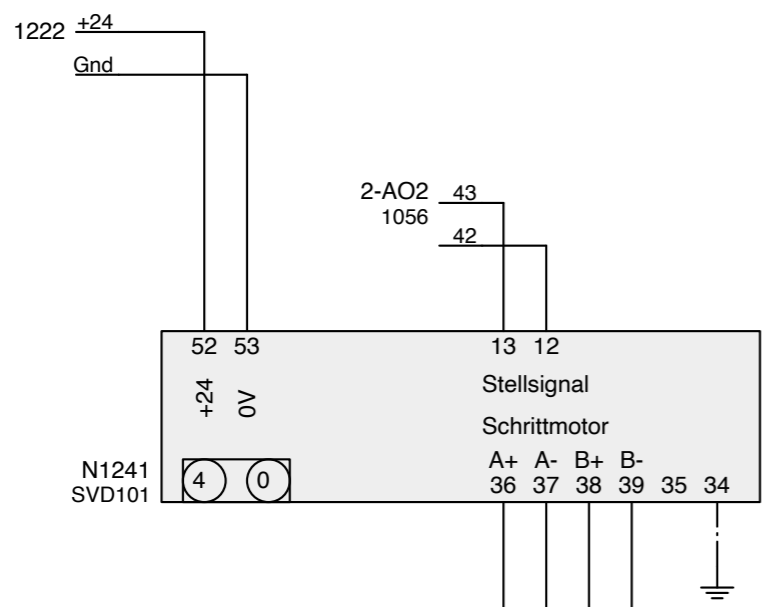 1222 +24
Gnd
2-AO2 43
1056
42
52 53 13 12
+24 0V
Stellsignal
Schrittmotor
A+ A- B+ B-
N1241 4 0 36 37 38 39 35 34
SVD101